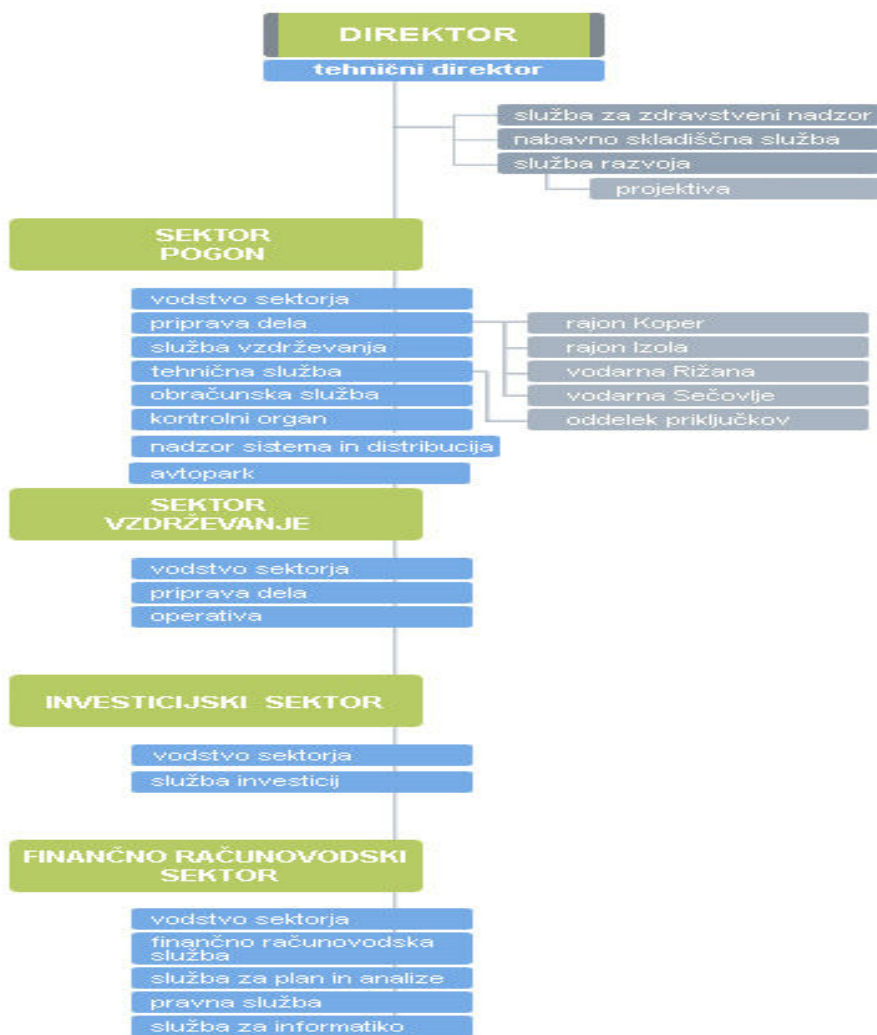 DIREKTOR
tehnični direktor
služba za zdravstveni nadzor
nabavno skladiščna služba
služba razvoja
projektiva
SEKTOR
POGON
vodstvo sektorja
priprava dela
služba vzdrževanja
tehnična služba
obračunska služba
kontrolni organ
nadzor sistema in distribucija
avtopark
rajon Koper
rajon Izola
vodarna Rižana
vodarna Sečovlje
oddelek priključkov
SEKTOR
VZDRŽEVANJE
vodstvo sektorja
priprava dela
operativa
INVESTICIJSKI SEKTOR
vodstvo sektorja
služba investicij
FINANČNO RAČUNOVODSKI
SEKTOR
vodstvo sektorja
finančno računovodska
služba
služba za plan in analize
pravna služba
služba za informatiko